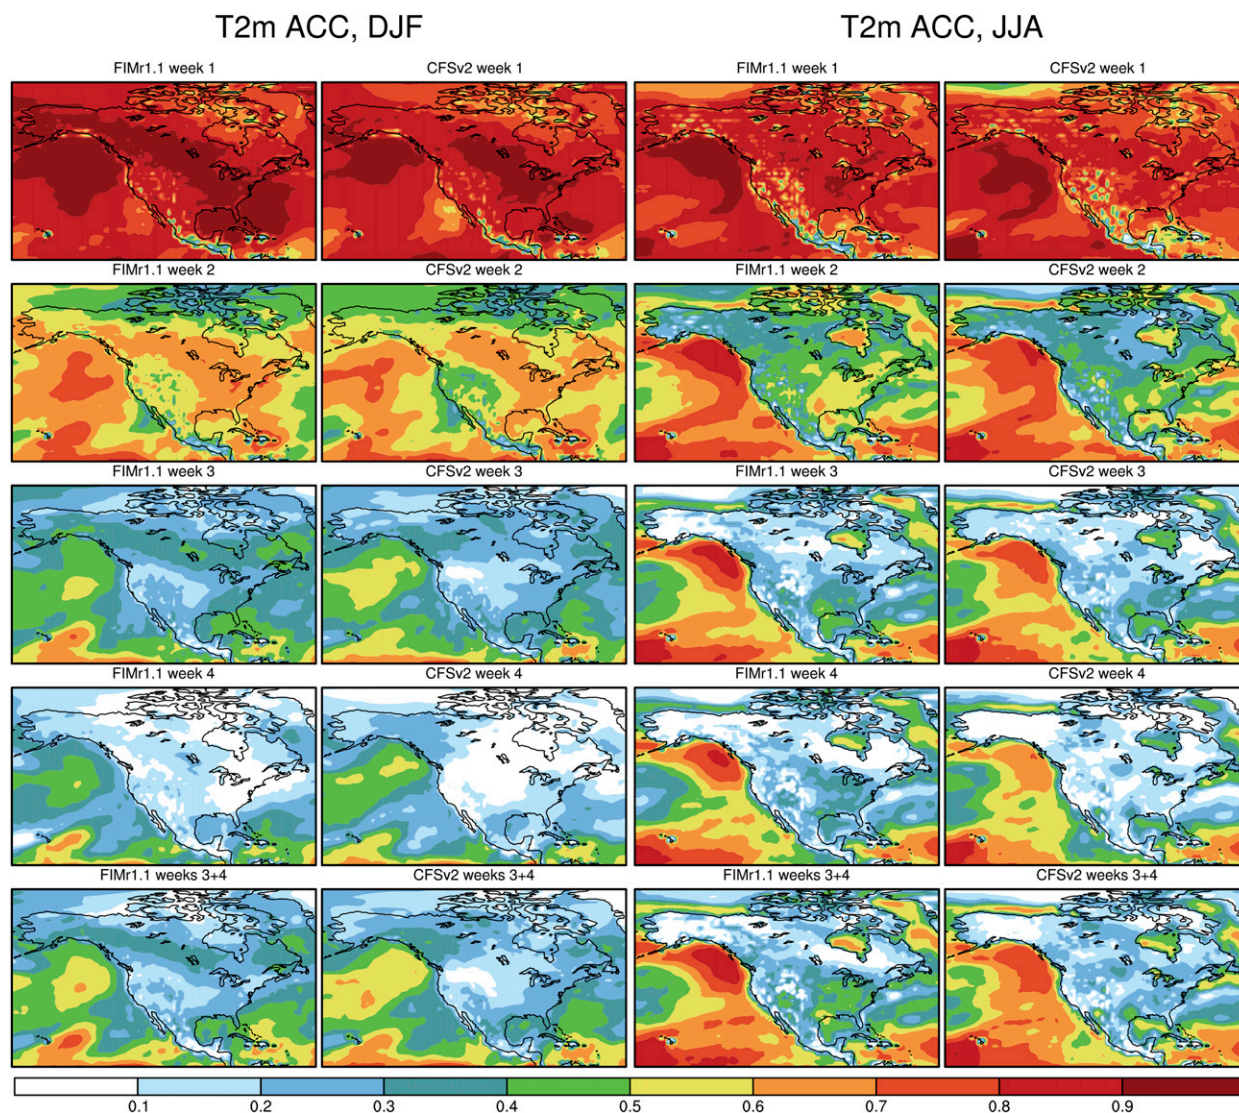 T2m ACC, DJF T2m ACC, JJA
FIMr1.1 week 1 CFSv2 week 1 FIMr1.1 week 1 CFSv2 week 1
FIMr1.1 week 2 CFSv2 week 2 FIMr1.1 week 2 CFSv2 week 2
FIMr1.1 week 3 CFSv2 week 3 FIMr1.1 week 3 CFSv2 week 3
FIMr1.1 week 4 CFSv2 week 4 FIMr1.1 week 4 CFSv2 week 4
FIMr1.1 weeks 3+4 CFSv2 weeks 3+4 FIMr1.1 weeks 3+4 CFSv2 weeks 3+4
0.1 0.2 0.3 0.4 0.5 0.6 0.7 0.8 0.9